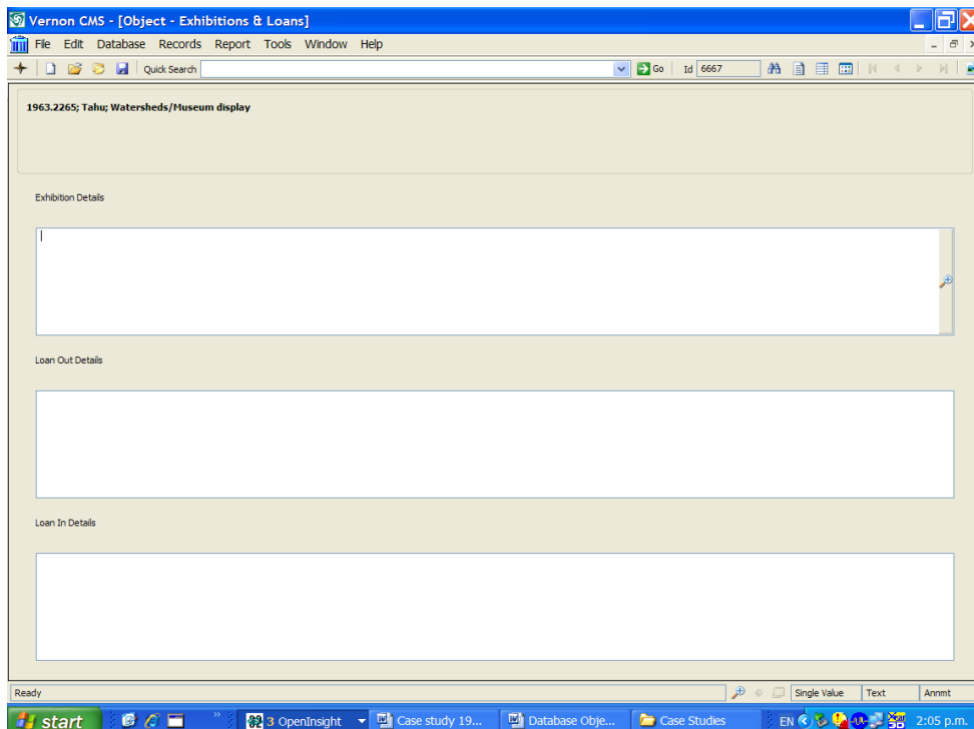 Vernon CMS - [Object - Exhibitions & Loans]
File Edit Database Records Report Tools Window Help
Quick Search Go Id 6667
1963.2265; Tahu; Watersheds/Museum display
Exhibition Details
Loan Out Details
Loan In Details
Ready Single Value Text Annmt
start 3 OpenInsight Case study 19... Database Obje... Case Studies EN 2:05 p.m.